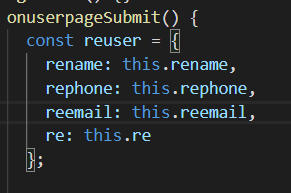 onuserpageSubmit() {
const reuser = {
rename: this.rename,
rephone: this.rephone,
reemail: this.reemail,
re: this.re
};